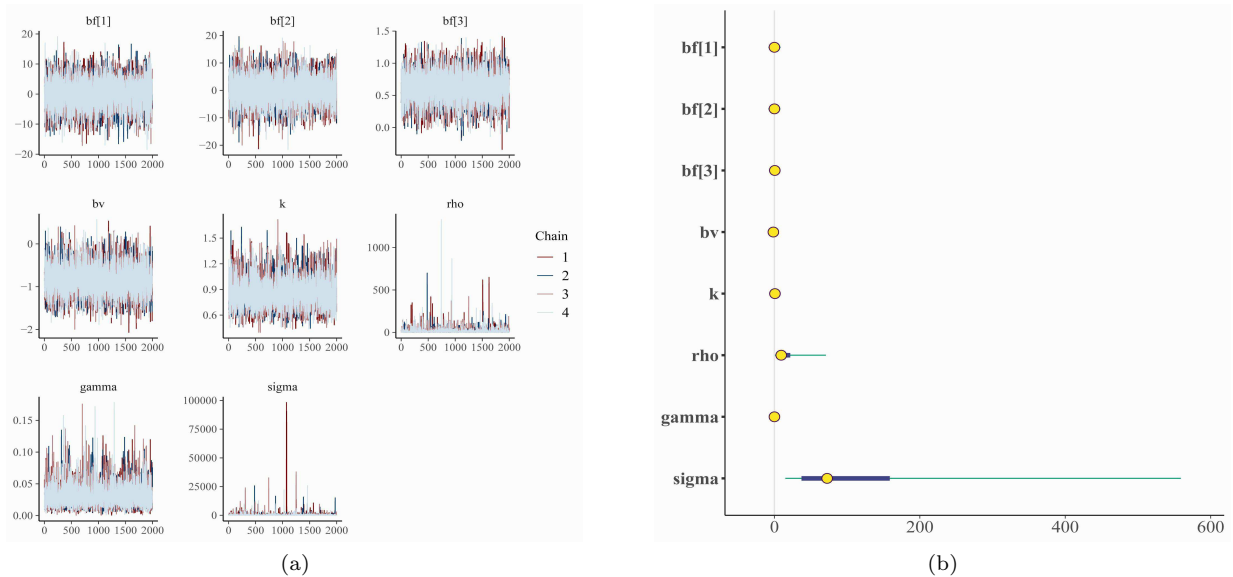 bf[1] bf[2] bf[3]
20 20 1.5
10 10 1.0
0 0 0.5
−10 −10 0.0
−20 −20
0 500 1000 1500 2000 0 500 1000 1500 2000 0 500 1000 1500 2000
bv k rho
0 1.5 1000
−1 1.2 500
−2 0.9 0
0.6
0 500 1000 1500 2000 0 500 1000 1500 2000 0 500 1000 1500 2000
Chain
1
2
3
4
gamma sigma
0.15 100000
0.10 75000
0.05 50000
0.00 25000
0
0 500 1000 1500 2000 0 500 1000 1500 2000
(a)
bf[1]
bf[2]
bf[3]
bv
k
rho
gamma
sigma
0 200 400 600
(b)